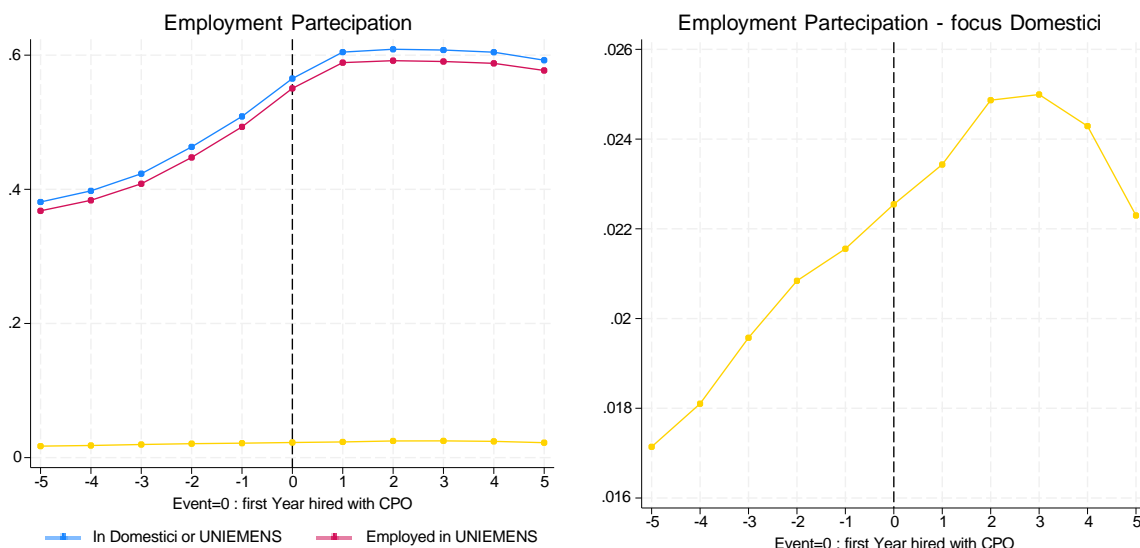 Employment Partecipation
.6
.4
.2
0
-5 -4 -3 -2 -1 0 1 2 3 4 5
Event=0 : first Year hired with CPO
In Domestici or UNIEMENS Employed in UNIEMENS
Employment Partecipation - focus Domestici
.026
.024
.022
.02
.018
.016
-5 -4 -3 -2 -1 0 1 2 3 4 5
Event=0 : first Year hired with CPO